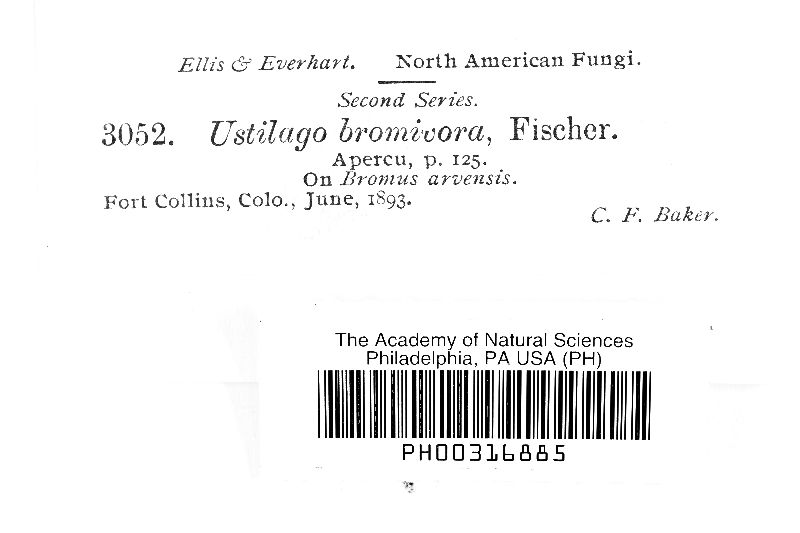 Ellis & Everhart. North American Fungi.
Second Series.
3052. Ustilago bromivora, Fischer.
Apercu, p. 125.
On Bromus arvensis.
Fort Collins, Colo., June, 1893.
C. F. Baker.
The Academy of Natural Sciences
Philadelphia, PA USA (PH)
PH00316885